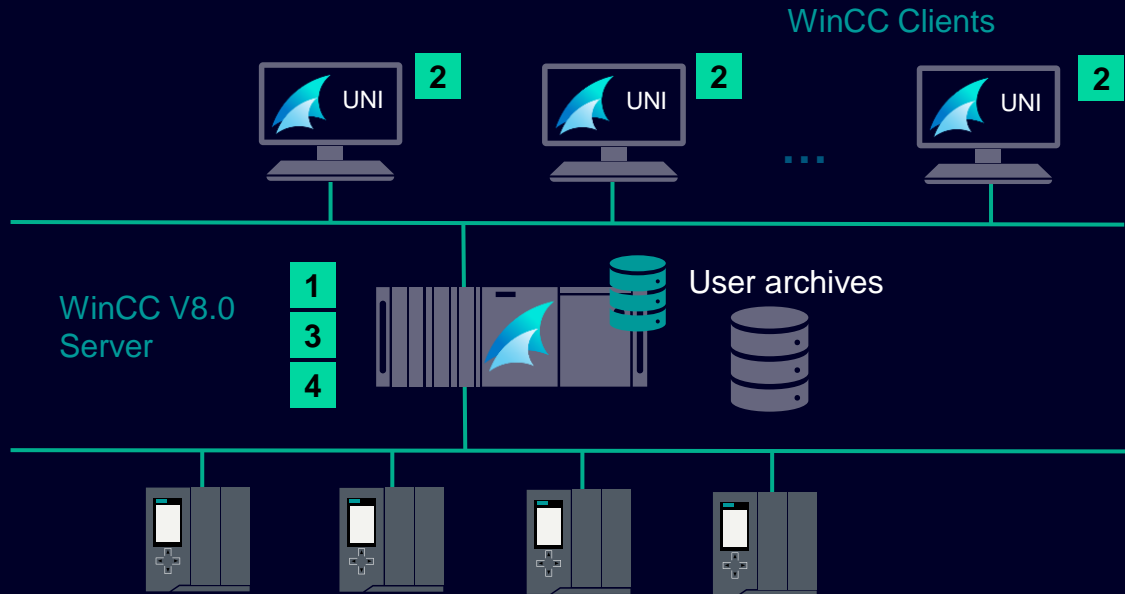 WinCC Clients
UNI
2
UNI
2
UNI
2
...
WinCC V8.0
Server
1
3
4
User archives